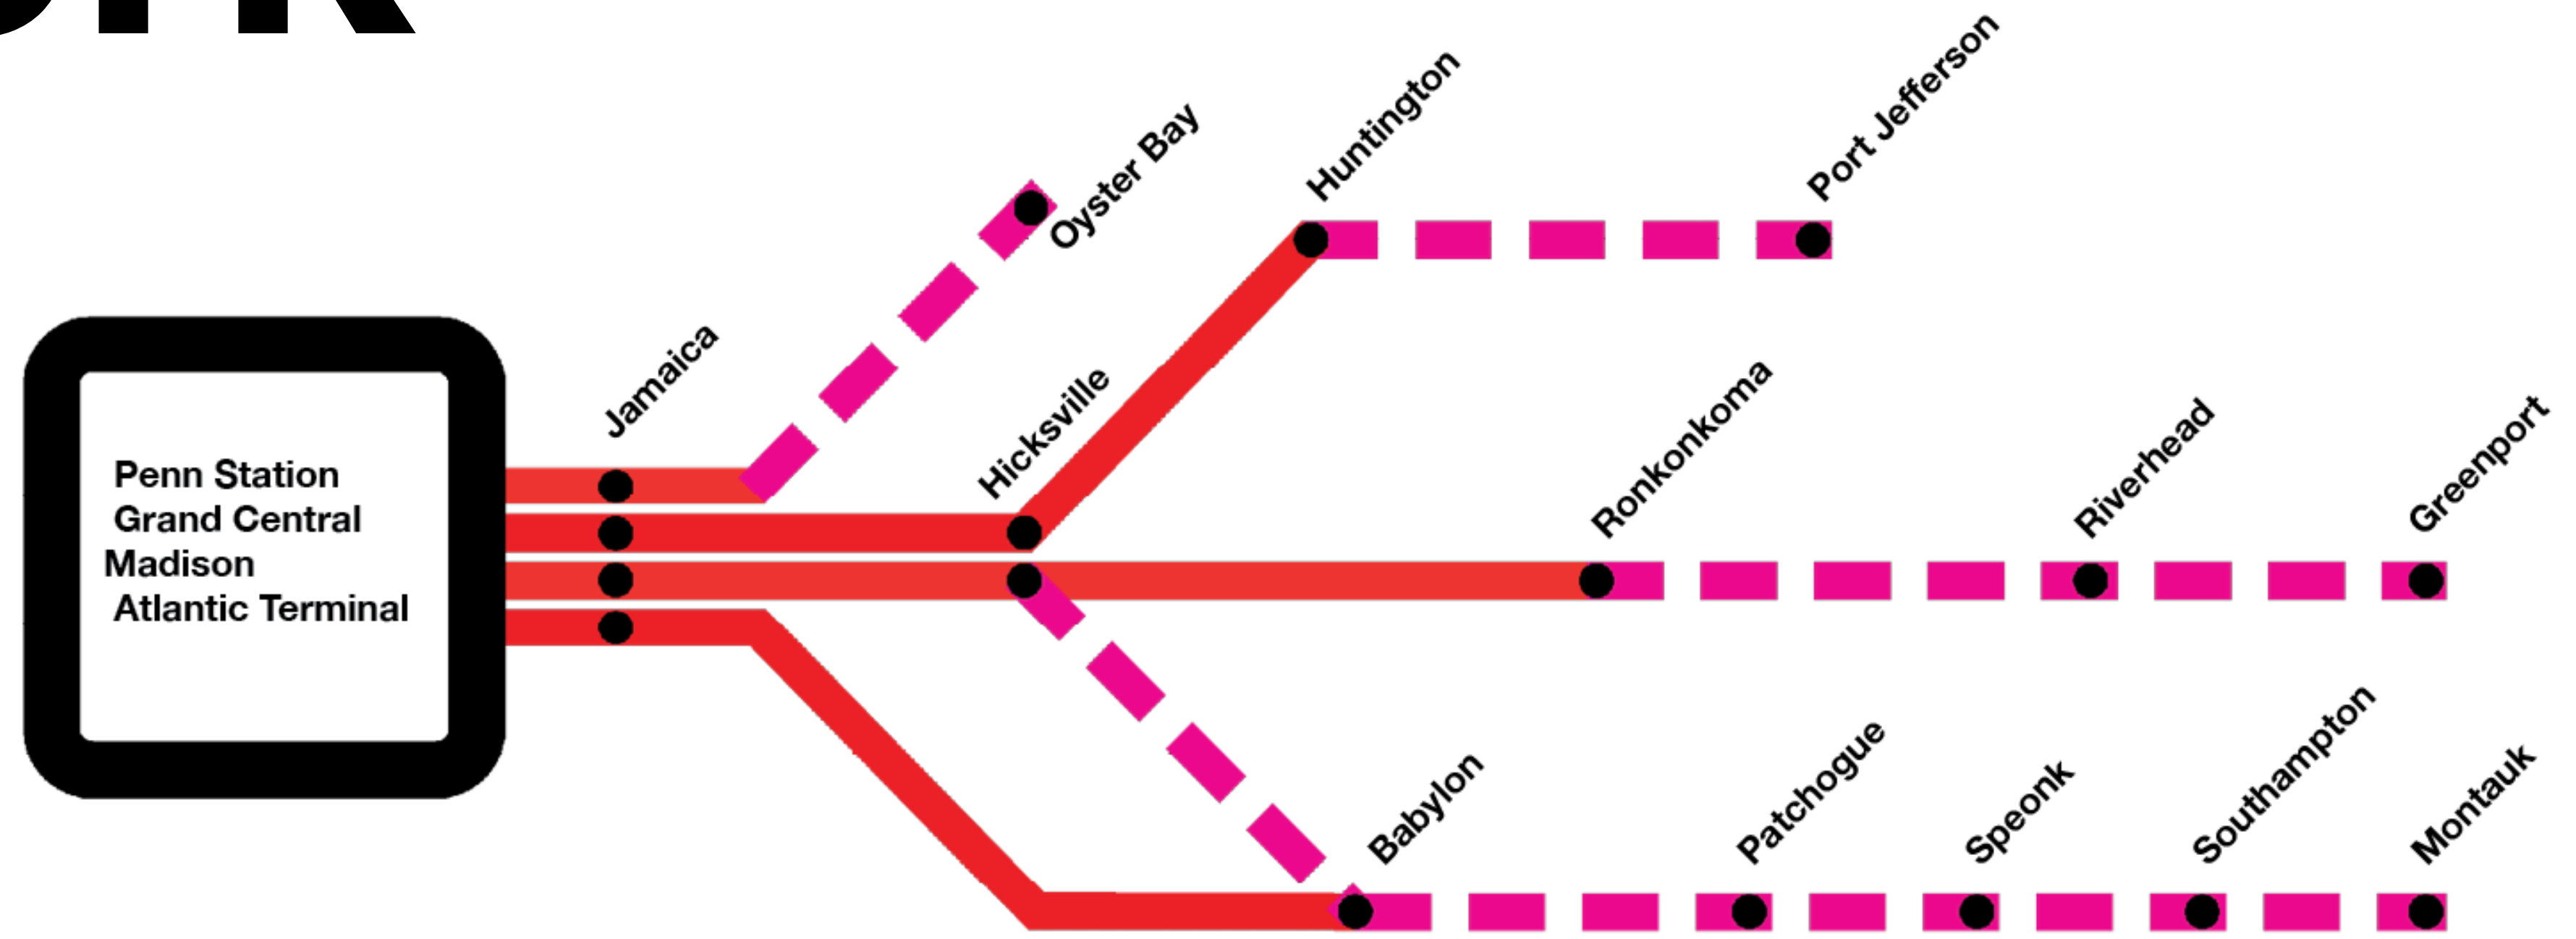 Port Jefferson
Huntington
Oyster Bay
Jamaica
Hicksville
Ronkonkoma
Riverhead
Greenport
Penn Station
Grand Central
Madison
Atlantic Terminal
Babylon
Patchogue
Speonk
Southampton
Montauk